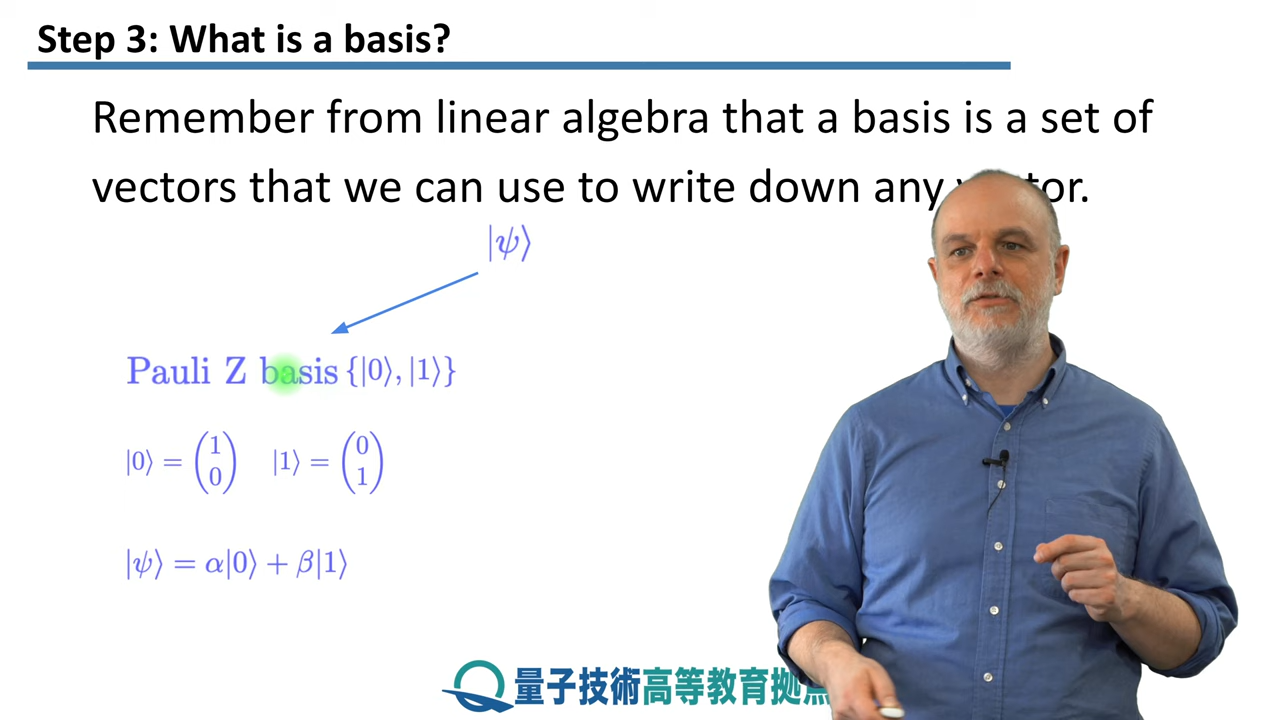 Step 3: What is a basis?
Remember from linear algebra that a basis is a set of
vectors that we can use to write down any vector.
|ψ⟩
Pauli Z basis {|0⟩, |1⟩}
|0⟩ = (1 0) |1⟩ = (0 1)
|ψ⟩ = α|0⟩ + β|1⟩
量子技術高等教育拠点